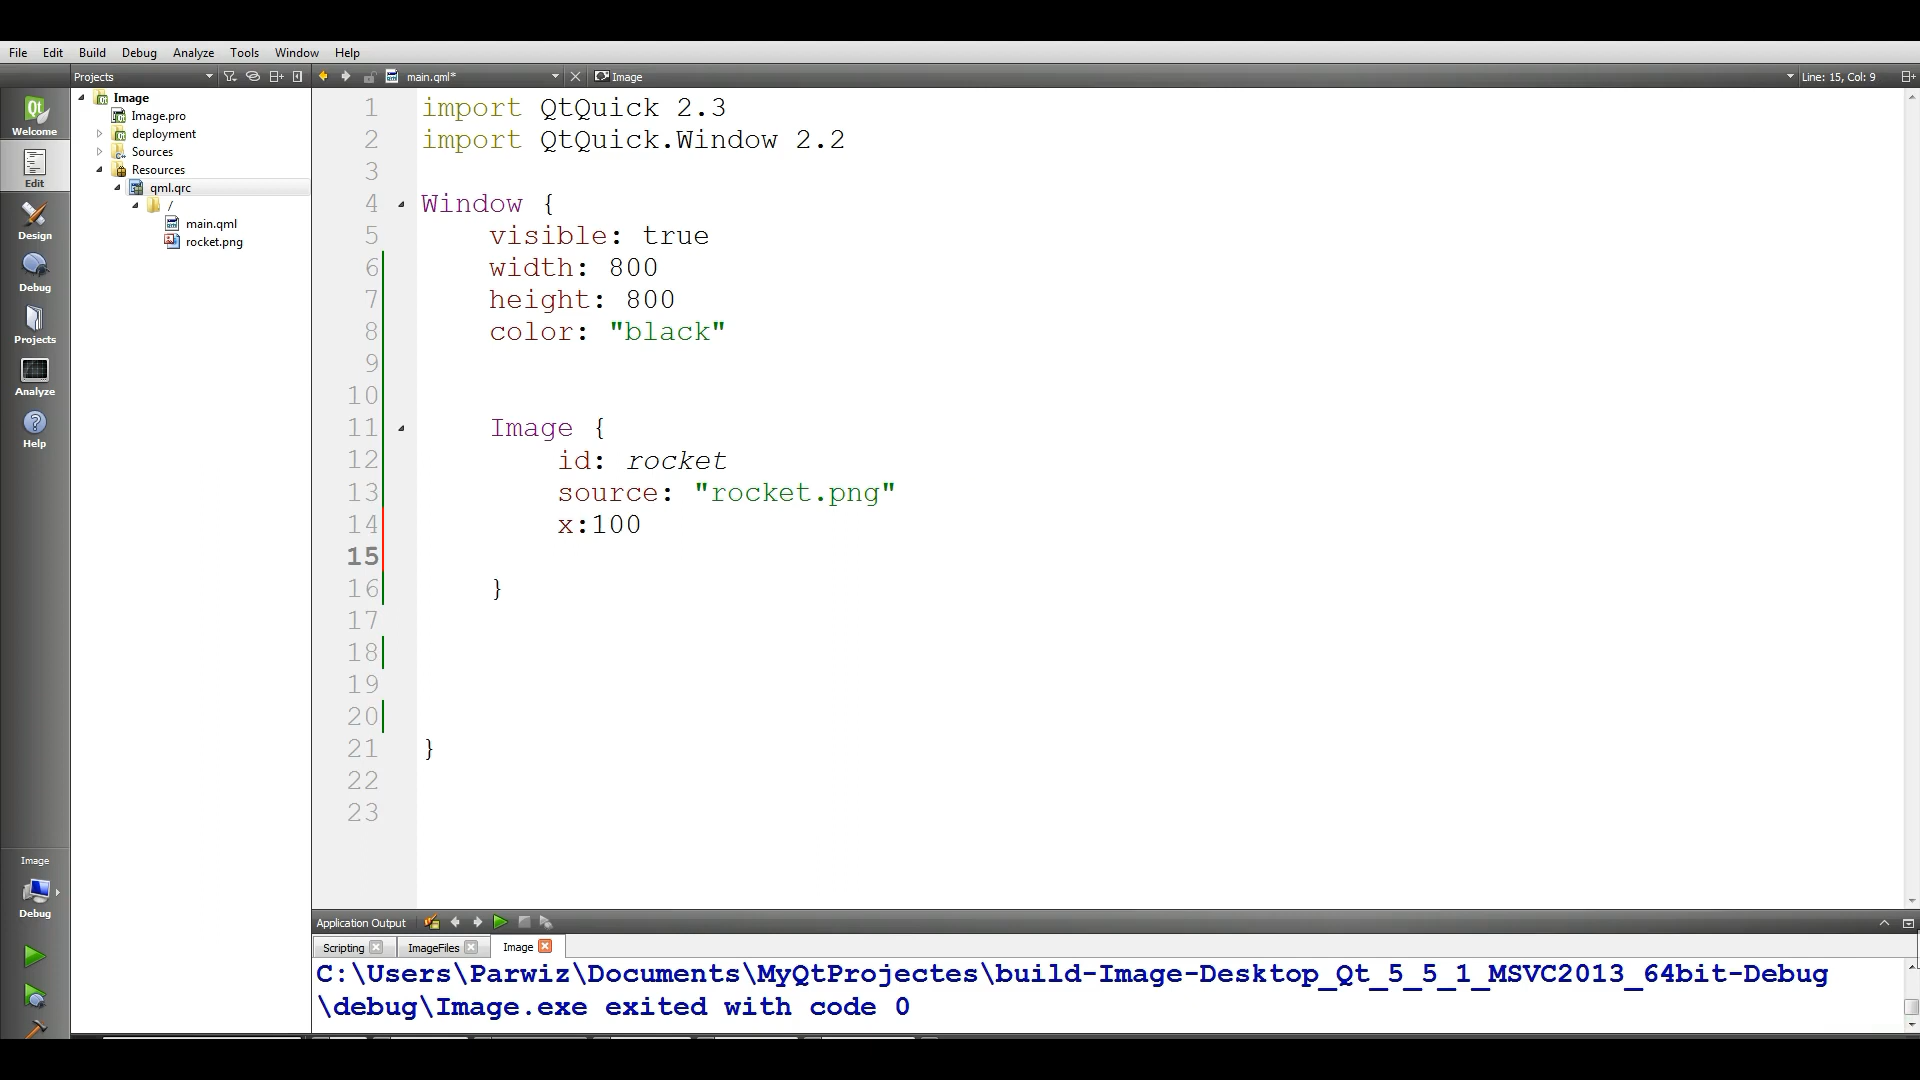 File Edit Build Debug Analyze Tools Window Help
Projects main.qml* Image Line: 15, Col: 9
Welcome
Edit
Design
Debug
Projects
Analyze
Help
Image
Debug
Image
Image.pro
deployment
Sources
Resources
qml.qrc
/
main.qml
rocket.png
1 import QtQuick 2.3
2 import QtQuick.Window 2.2
3
4 Window {
5 visible: true
6 width: 800
7 height: 800
8 color: "black"
9
10
11 Image {
12 id: rocket
13 source: "rocket.png"
14 x:100
15
16 }
17
18
19
20
21 }
22
23
Application Output
Scripting ImageFiles Image
C:\Users\Parwiz\Documents\MyQtProjectes\build-Image-Desktop_Qt_5_5_1_MSVC2013_64bit-Debug
\debug\Image.exe exited with code 0